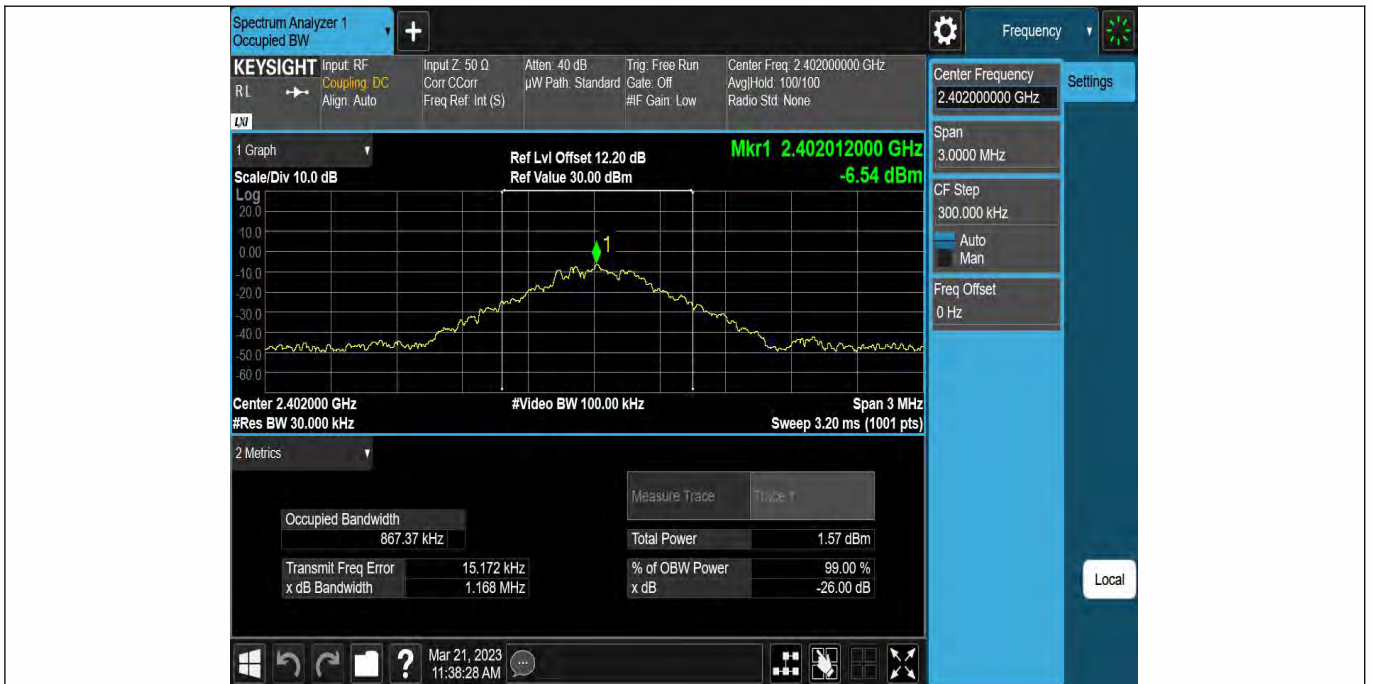 Spectrum Analyzer 1
Occupied BW
+
Frequency
KEYSIGHT
R L
LXI
Input: RF
Coupling: DC
Align: Auto
Input Z: 50 Ω
Corr CCorr
Freq Ref: Int (S)
Atten: 40 dB
µW Path: Standard
Trig: Free Run
Gate: Off
#IF Gain: Low
Center Freq: 2.402000000 GHz
Avg|Hold: 100/100
Radio Std: None
Center Frequency
2.402000000 GHz
Settings
Span
3.0000 MHz
CF Step
300.000 kHz
Auto
Man
Freq Offset
0 Hz
Local
1 Graph
Scale/Div 10.0 dB
Ref Lvl Offset 12.20 dB
Ref Value 30.00 dBm
Mkr1 2.402012000 GHz
-6.54 dBm
Log
20.0
10.0
0.00
-10.0
-20.0
-30.0
-40.0
-50.0
-60.0
1
Center 2.402000 GHz
#Video BW 100.00 kHz
Span 3 MHz
#Res BW 30.000 kHz
Sweep 3.20 ms (1001 pts)
2 Metrics
Measure Trace
Trace 1
Occupied Bandwidth
867.37 kHz
Total Power
1.57 dBm
Transmit Freq Error
15.172 kHz
% of OBW Power
99.00 %
x dB Bandwidth
1.168 MHz
x dB
-26.00 dB
?
Mar 21, 2023
11:38:28 AM